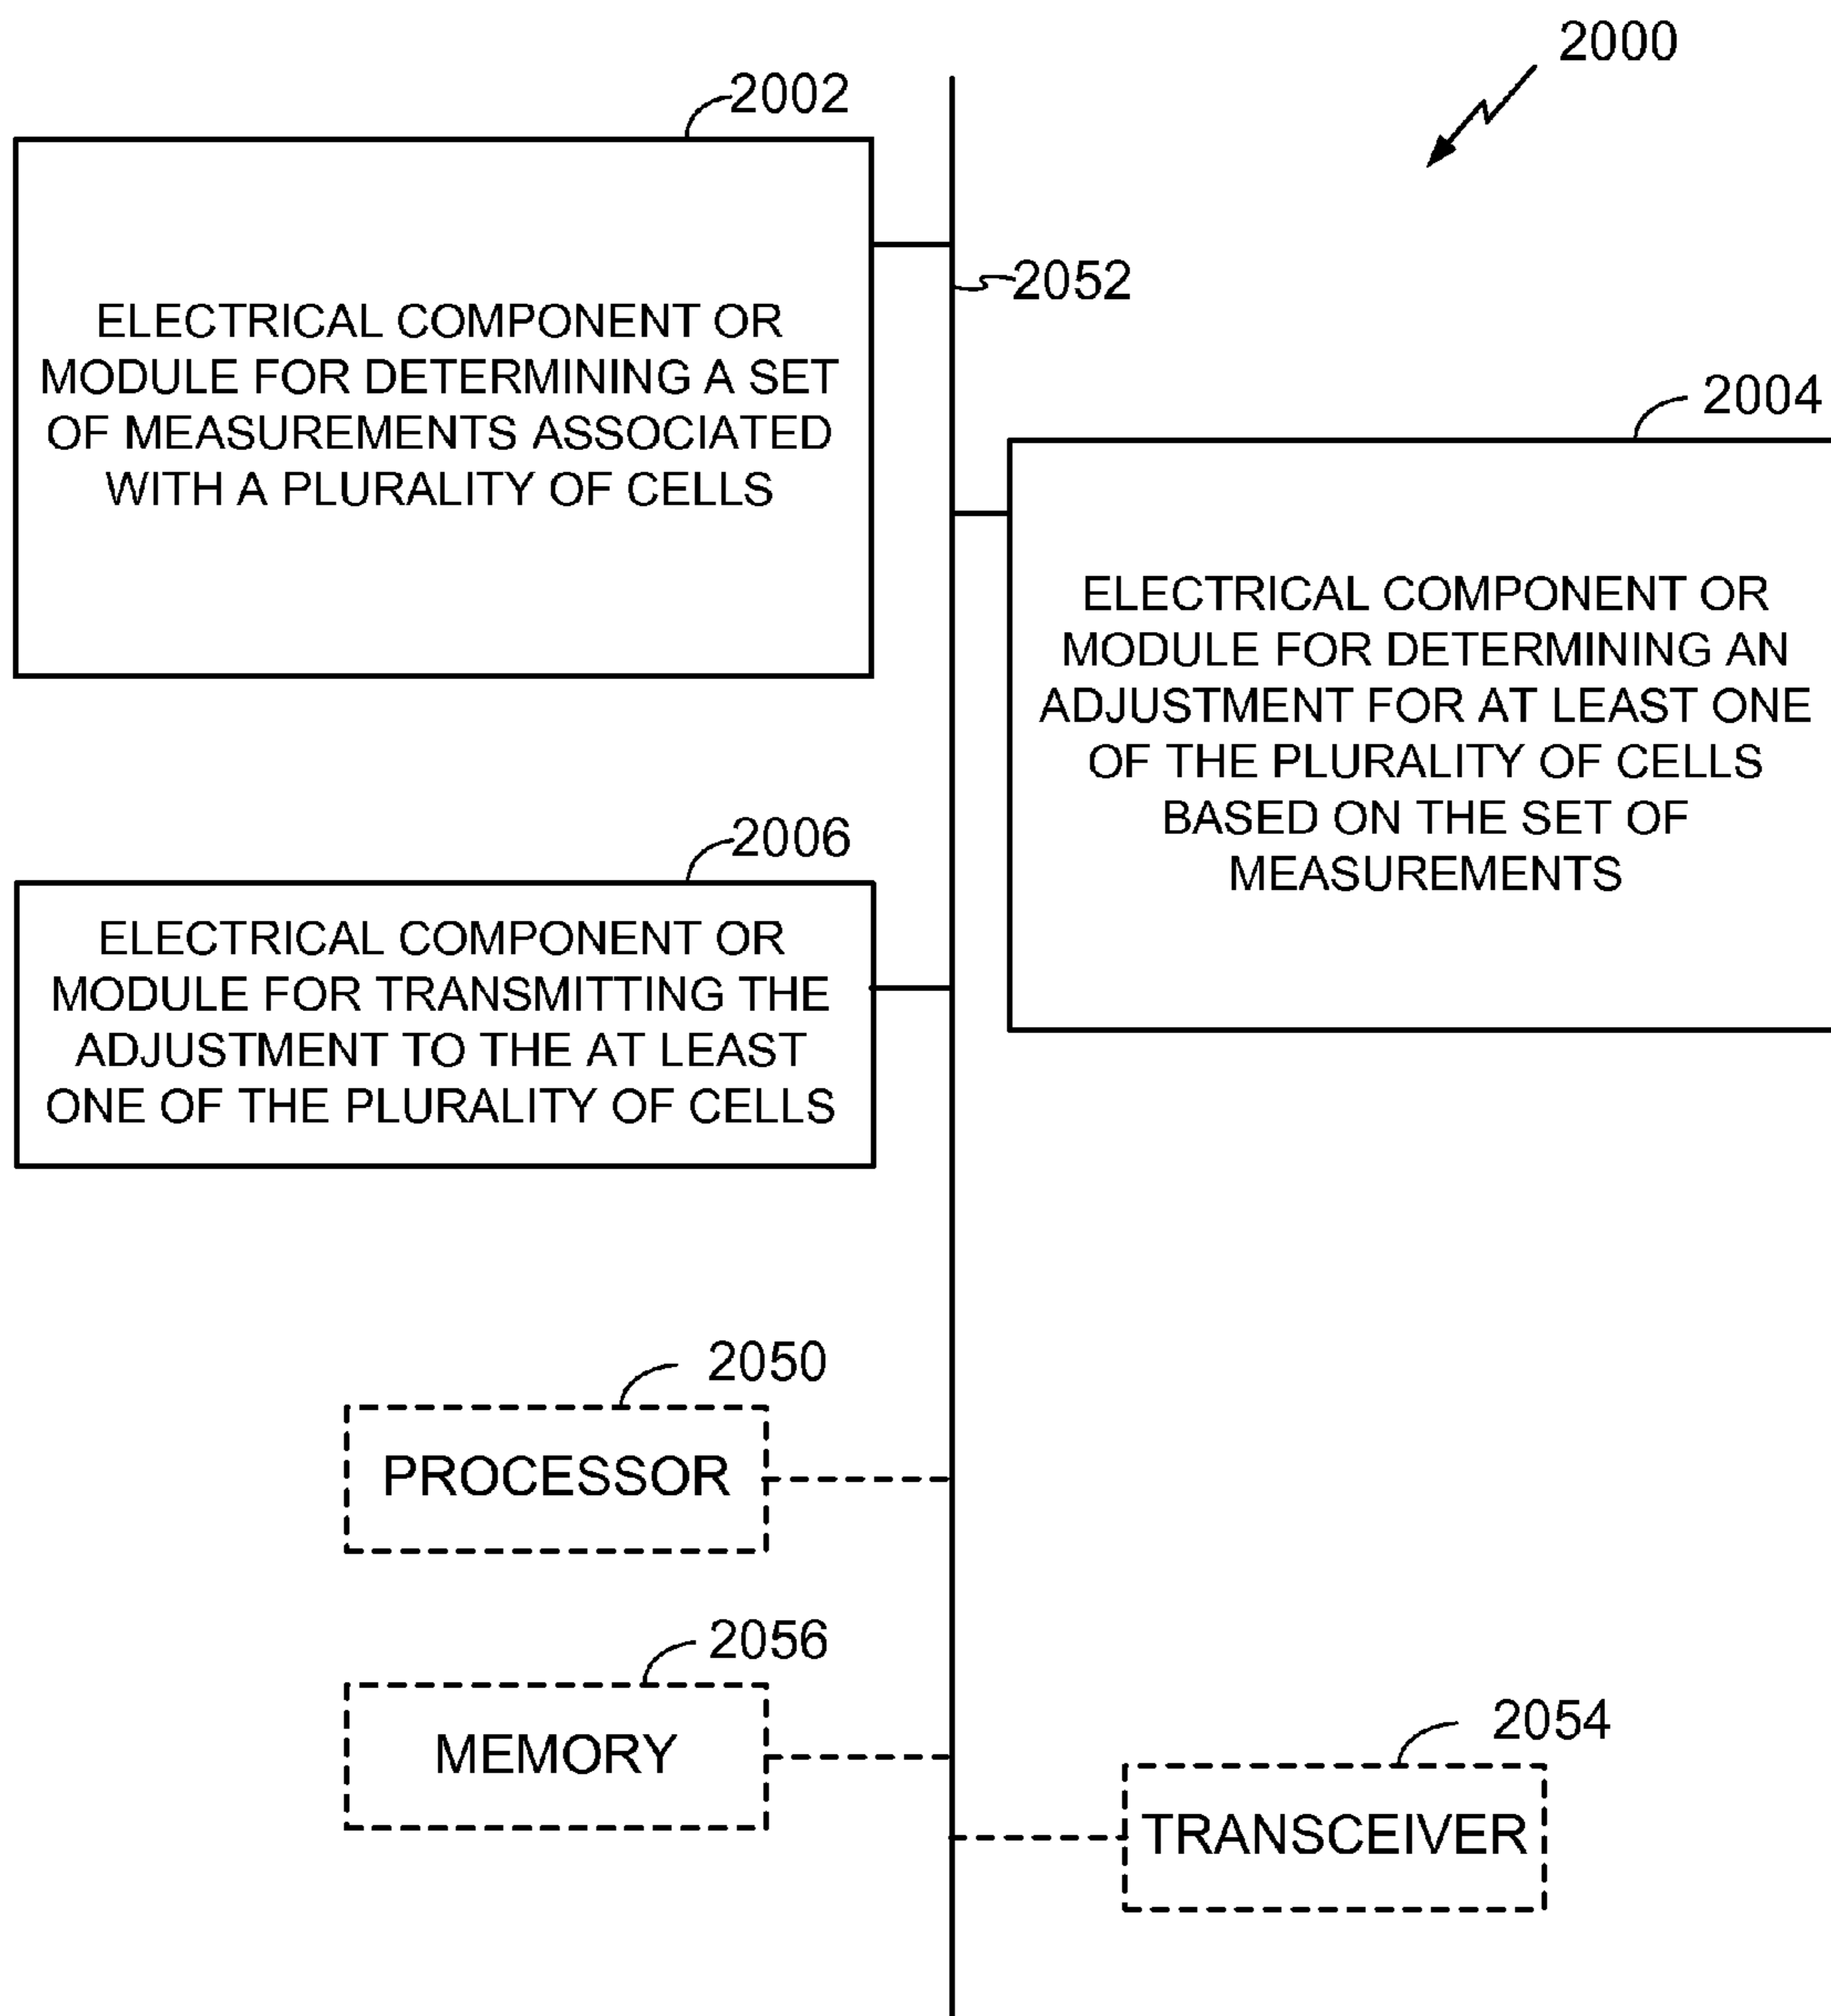 2000
2002
ELECTRICAL COMPONENT OR
MODULE FOR DETERMINING A SET
OF MEASUREMENTS ASSOCIATED
WITH A PLURALITY OF CELLS
2052
2004
ELECTRICAL COMPONENT OR
MODULE FOR DETERMINING AN
ADJUSTMENT FOR AT LEAST ONE
OF THE PLURALITY OF CELLS
BASED ON THE SET OF
MEASUREMENTS
2006
ELECTRICAL COMPONENT OR
MODULE FOR TRANSMITTING THE
ADJUSTMENT TO THE AT LEAST
ONE OF THE PLURALITY OF CELLS
2050
PROCESSOR
2056
MEMORY
2054
TRANSCEIVER